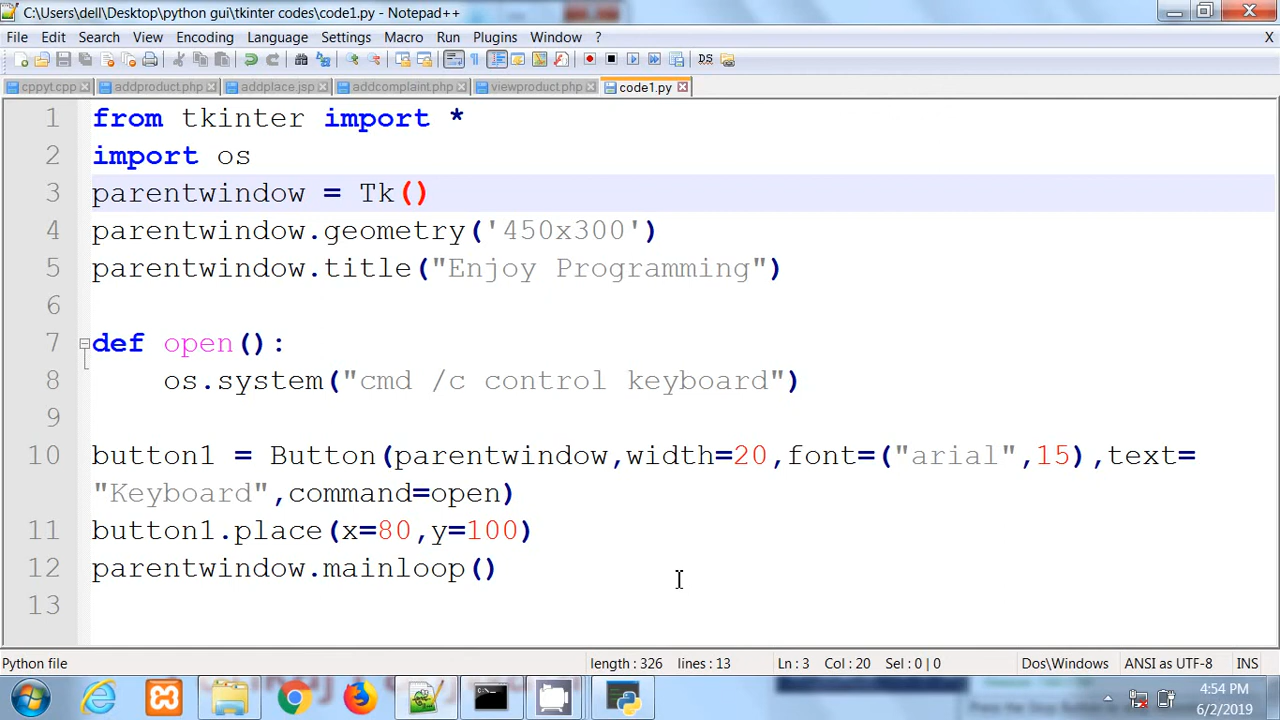 C:\Users\dell\Desktop\python gui\tkinter codes\code1.py - Notepad++
File Edit Search View Encoding Language Settings Macro Run Plugins Window ? X
cppyt.cpp addproduct.php addplace.jsp addcomplaint.php viewproduct.php code1.py
1 from tkinter import *
2 import os
3 parentwindow = Tk()
4 parentwindow.geometry('450x300')
5 parentwindow.title("Enjoy Programming")
6
7 def open():
8 os.system("cmd /c control keyboard")
9
10 button1 = Button(parentwindow,width=20,font=("arial",15),text=
"Keyboard",command=open)
11 button1.place(x=80,y=100)
12 parentwindow.mainloop()
13
Python file length : 326 lines : 13 Ln : 3 Col : 20 Sel : 0 | 0 Dos\Windows ANSI as UTF-8 INS
4:54 PM
6/2/2019